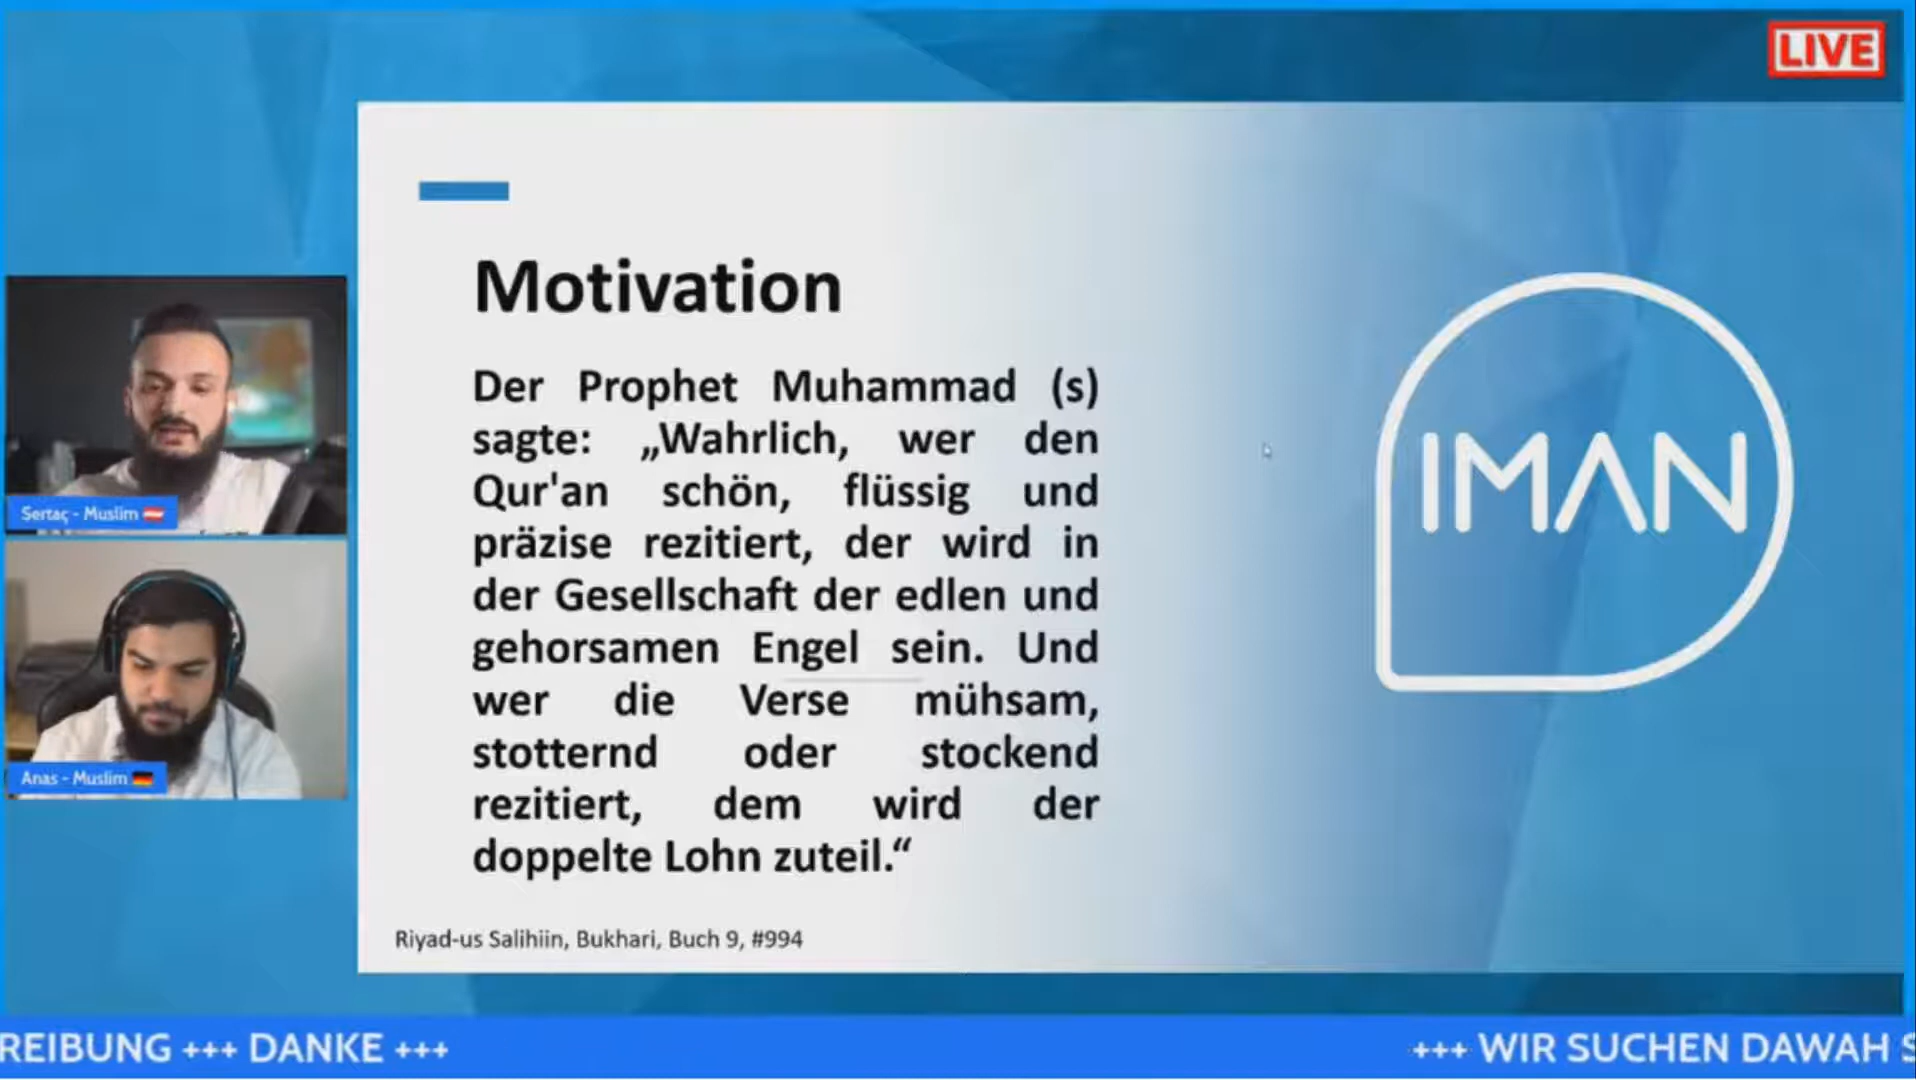 LIVE
Motivation
Der Prophet Muhammad (s)
sagte: „Wahrlich, wer den
Qur'an schön, flüssig und
präzise rezitiert, der wird in
der Gesellschaft der edlen und
gehorsamen Engel sein. Und
wer die Verse mühsam,
stotternd oder stockend
rezitiert, dem wird der
doppelte Lohn zuteil.“
Riyad-us Salihiin, Bukhari, Buch 9, #994
IMAN
Sertaç - Muslim
Anas - Muslim
REIBUNG +++ DANKE +++
+++ WIR SUCHEN DAWAH S